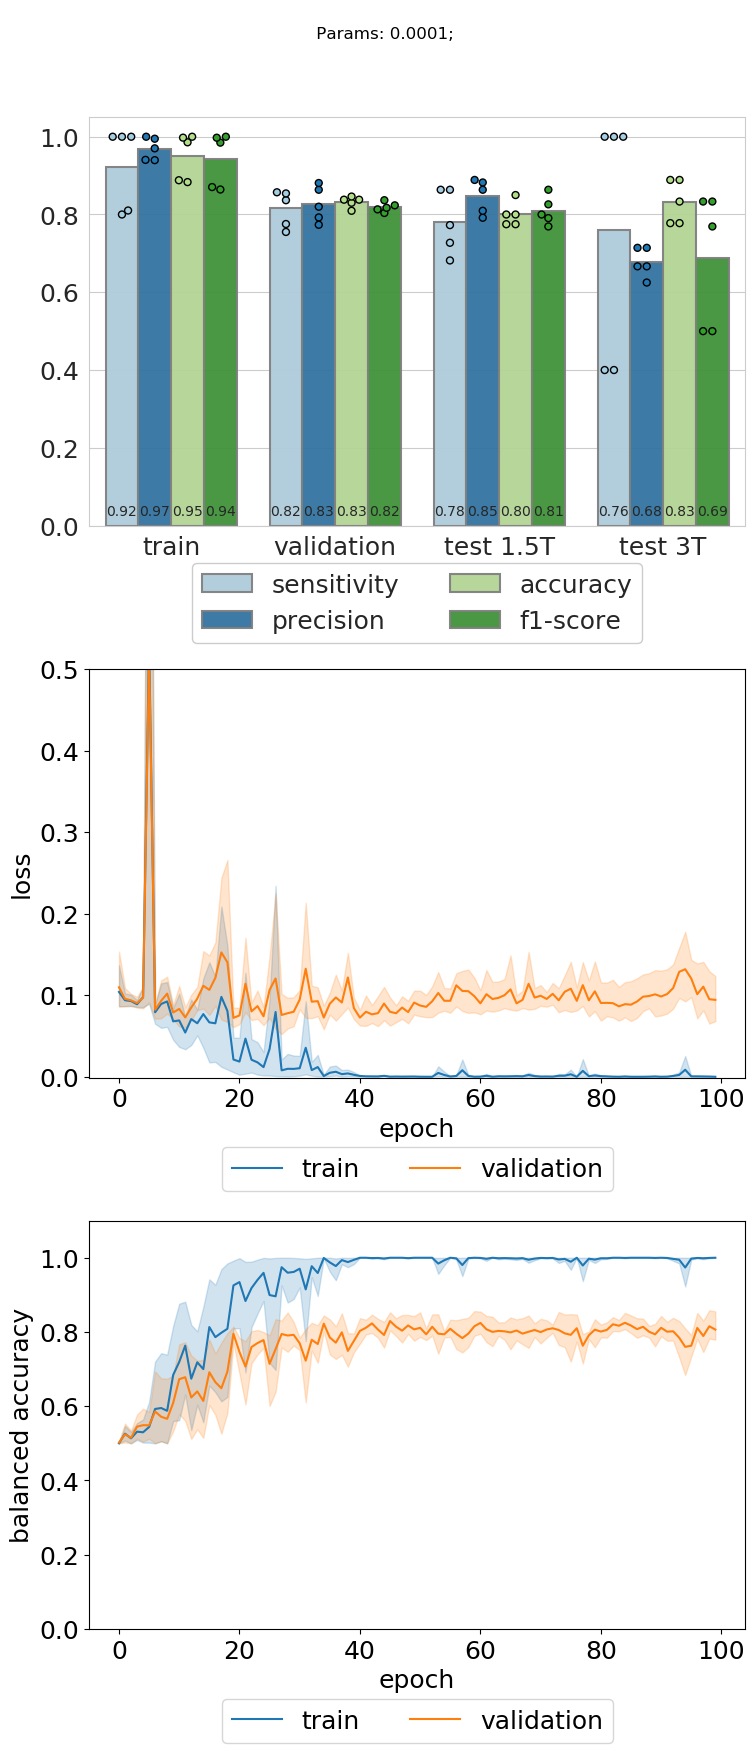 Params: 0.0001;
1.0
0.8
0.6
0.4
0.2
0.0
0.92 0.97 0.95 0.94 0.82 0.83 0.83 0.82 0.78 0.85 0.80 0.81 0.76 0.68 0.83 0.69
train validation test 1.5T test 3T
sensitivity accuracy
precision f1-score
0.5
0.4
0.3
0.2
0.1
0.0
loss
0 20 40 60 80 100
epoch
train validation
1.0
0.8
0.6
0.4
0.2
0.0
balanced accuracy
0 20 40 60 80 100
epoch
train validation